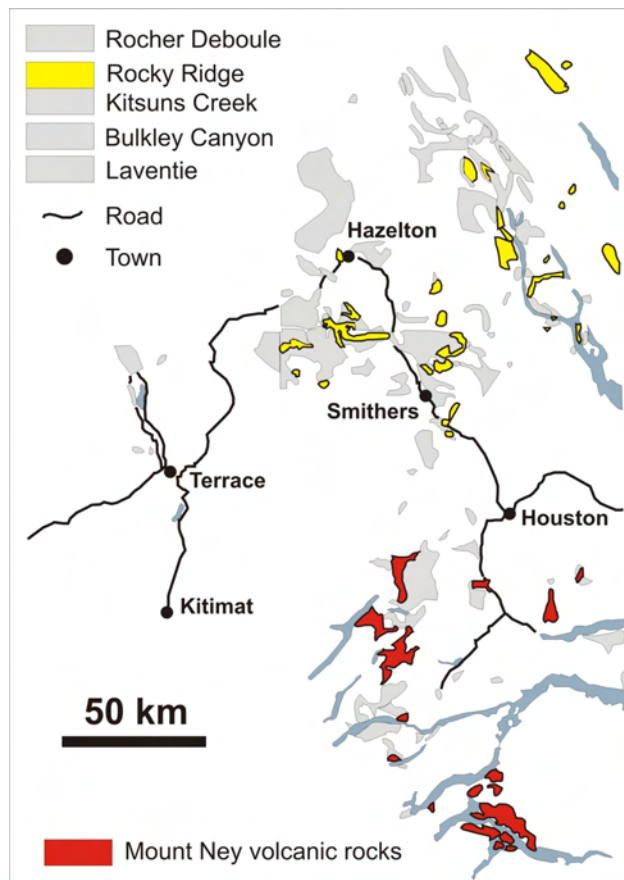 Rocher Deboule
Rocky Ridge
Kitsuns Creek
Bulkley Canyon
Laventie
Road
Town
Hazelton
Smithers
Terrace
Houston
Kitimat
50 km
Mount Ney volcanic rocks